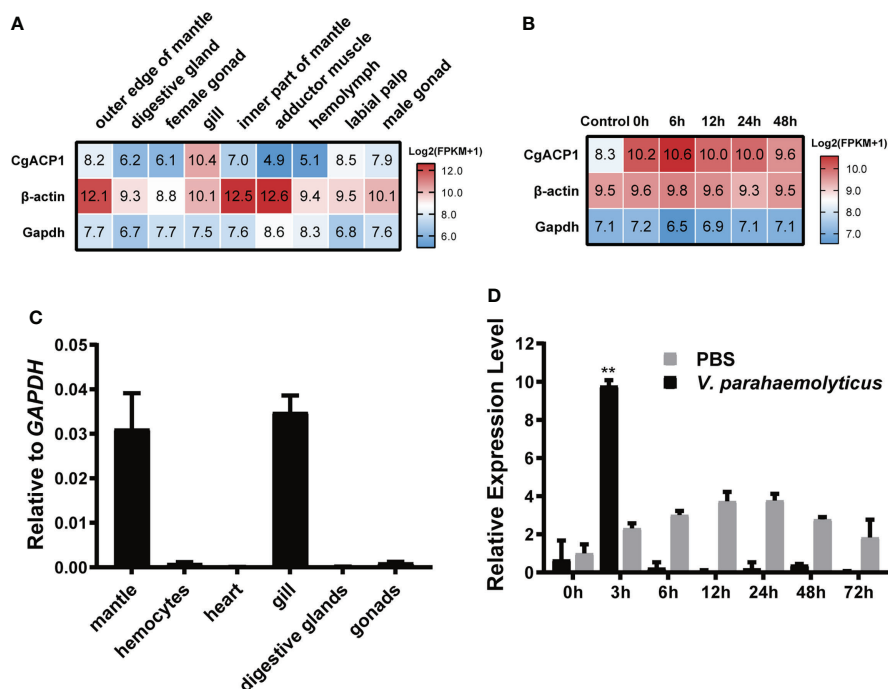 A
outer edge of mantle
digestive gland
female gonad
gill
inner part of mantle
adductor muscle
hemolymph
labial palp
male gonad
Log2(FPKM+1)
CgACP1 8.2 6.2 6.1 10.4 7.0 4.9 5.1 8.5 7.9
β-actin 12.1 9.3 8.8 10.1 12.5 12.6 9.4 9.5 10.1
Gapdh 7.7 6.7 7.7 7.5 7.6 8.6 8.3 6.8 7.6
12.0
10.0
8.0
6.0
B
Control 0h 6h 12h 24h 48h
Log2(FPKM+1)
CgACP1 8.3 10.2 10.6 10.0 10.0 9.6
β-actin 9.5 9.6 9.8 9.6 9.3 9.5
Gapdh 7.1 7.2 6.5 6.9 7.1 7.1
10.0
9.0
8.0
7.0
C
Relative to GAPDH
0.05
0.04
0.03
0.02
0.01
0.00
mantle
hemocytes
heart
gill
digestive glands
gonads
D
Relative Expression Level
12
10
8
6
4
2
0
**
PBS
V. parahaemolyticus
0h 3h 6h 12h 24h 48h 72h